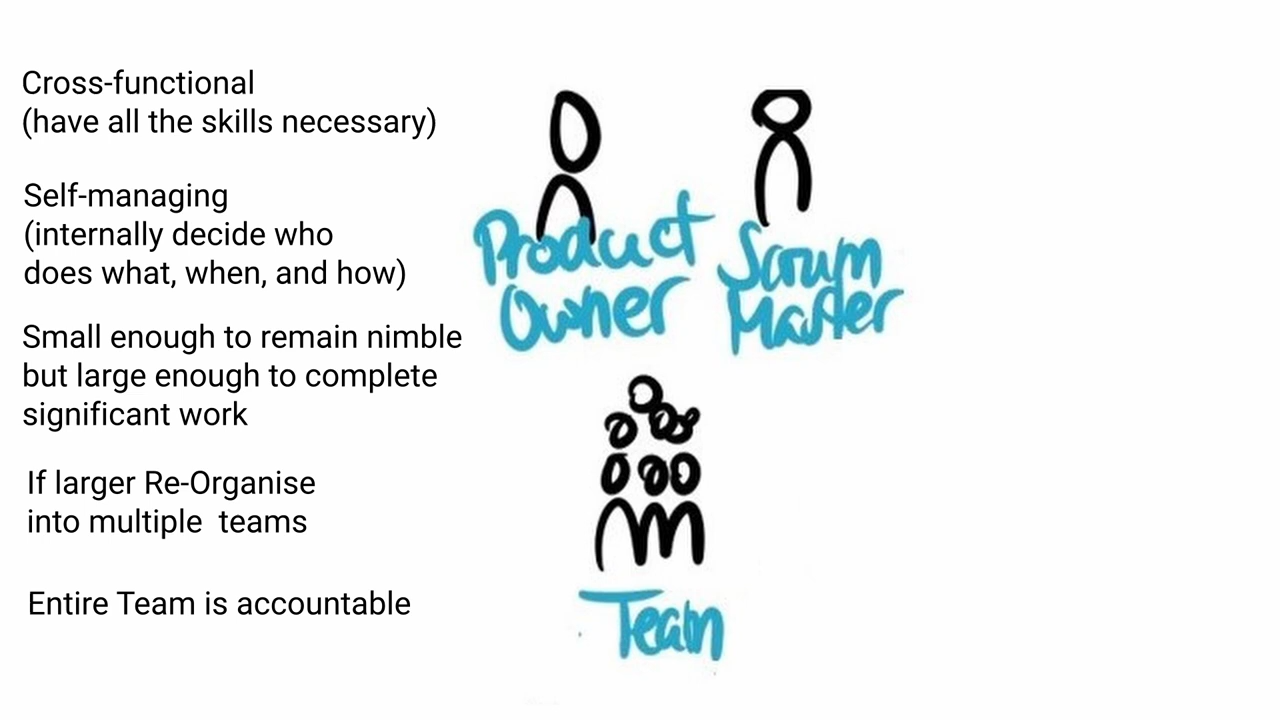 Cross-functional
(have all the skills necessary)
Self-managing
(internally decide who
does what, when, and how)
Small enough to remain nimble
but large enough to complete
significant work
If larger Re-Organise
into multiple  teams
Entire Team is accountable
Product
Owner
Scrum
Master
Team